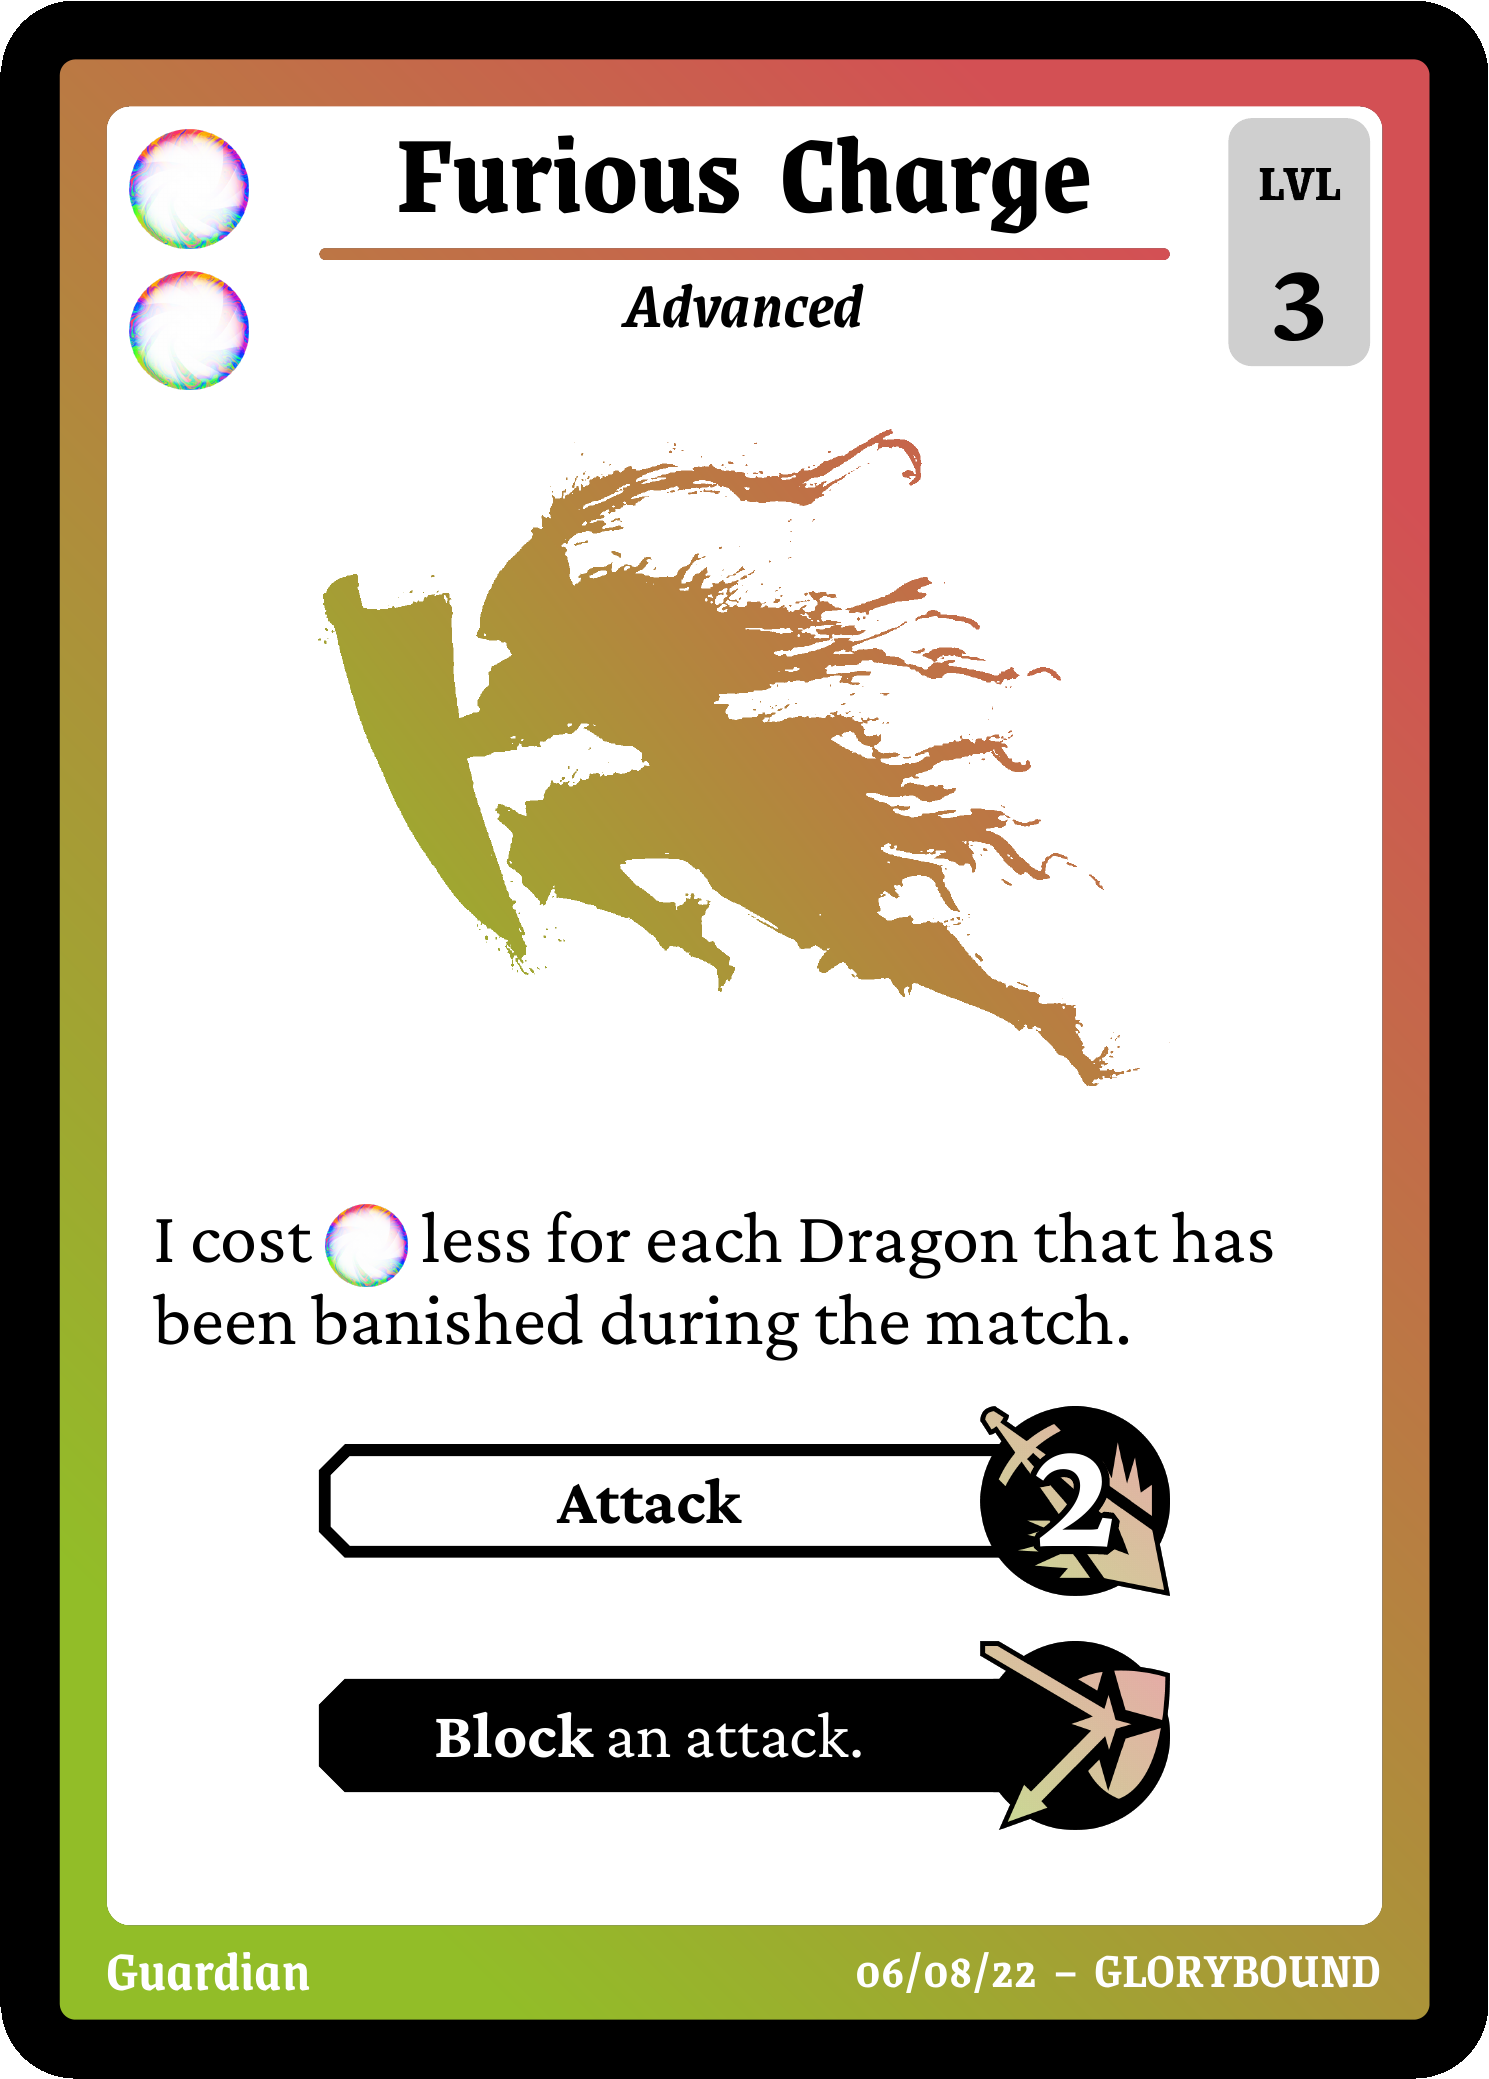 Furious Charge
LVL
3
Advanced
I cost less for each Dragon that has
been banished during the match.
Attack
2
Block an attack.
Guardian
06/08/22 – GLORYBOUND